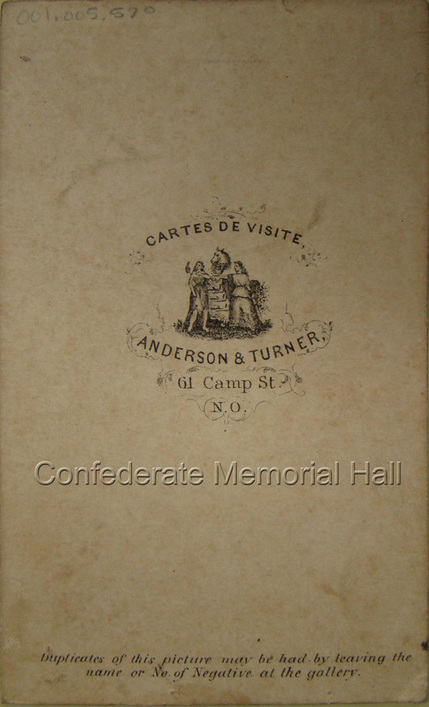 001.005.570
CARTES DE VISITE,
ANDERSON & TURNER,
61 Camp St.
N.O.
Confederate Memorial Hall
Duplicates of this picture may be had by leaving the
name or No. of Negative at the gallery.